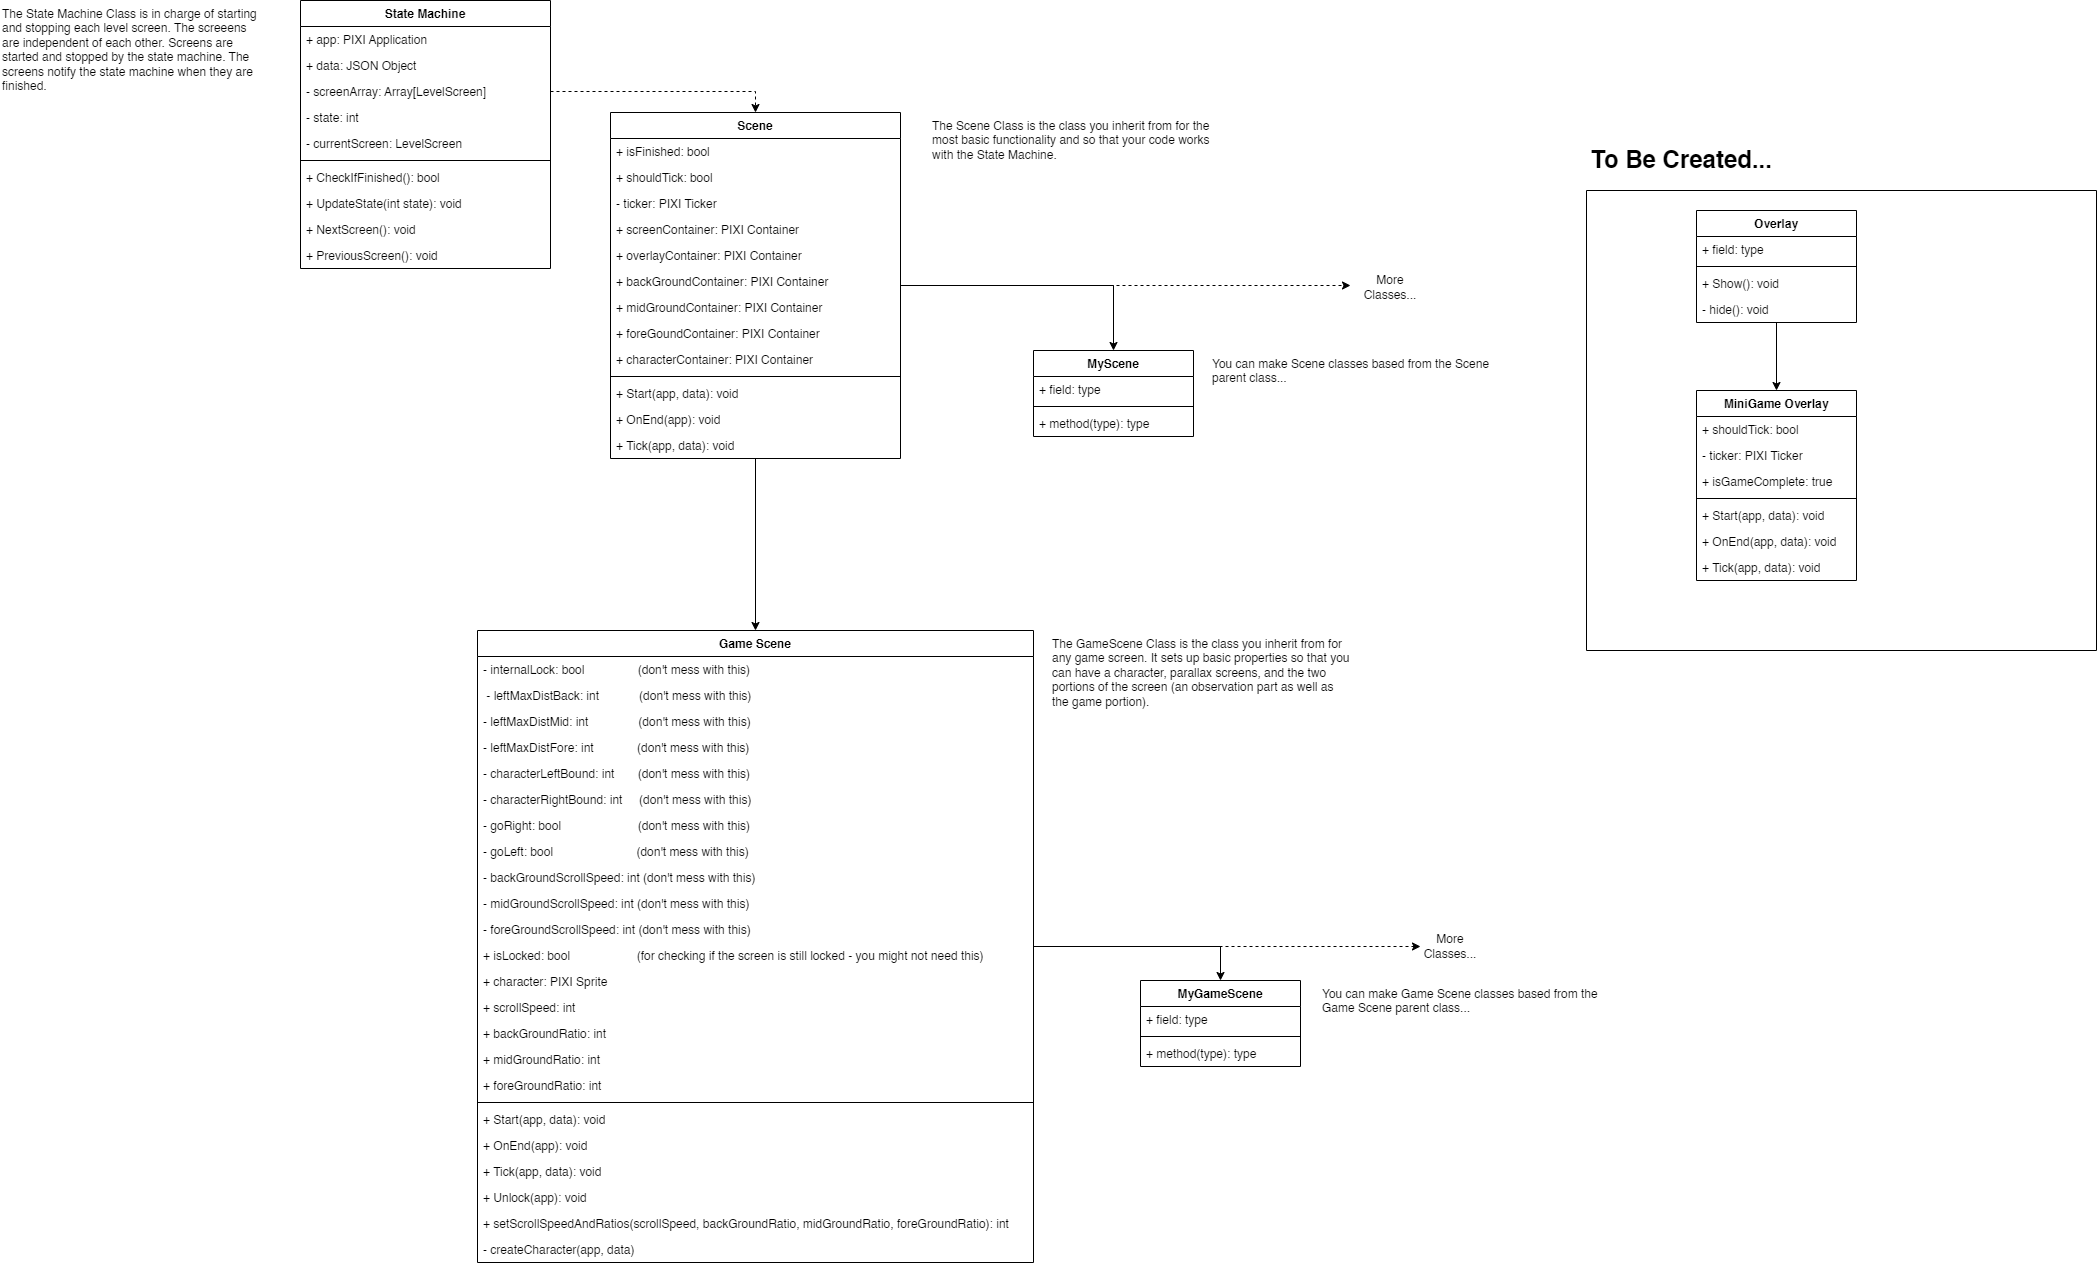 The State Machine Class is in charge of starting
and stopping each level screen. The screeens
are independent of each other. Screens are
started and stopped by the state machine. The
screens notify the state machine when they are
finished.
State Machine
+ app: PIXI Application
+ data: JSON Object
- screenArray: Array[LevelScreen]
- state: int
- currentScreen: LevelScreen
+ CheckIfFinished(): bool
+ UpdateState(int state): void
+ NextScreen(): void
+ PreviousScreen(): void
Scene
+ isFinished: bool
+ shouldTick: bool
- ticker: PIXI Ticker
+ screenContainer: PIXI Container
+ overlayContainer: PIXI Container
+ backGroundContainer: PIXI Container
+ midGroundContainer: PIXI Container
+ foreGoundContainer: PIXI Container
+ characterContainer: PIXI Container
+ Start(app, data): void
+ OnEnd(app): void
+ Tick(app, data): void
The Scene Class is the class you inherit from for the
most basic functionality and so that your code works
with the State Machine.
More
Classes...
MyScene
+ field: type
+ method(type): type
You can make Scene classes based from the Scene
parent class...
To Be Created...
Overlay
+ field: type
+ Show(): void
- hide(): void
MiniGame Overlay
+ shouldTick: bool
- ticker: PIXI Ticker
+ isGameComplete: true
+ Start(app, data): void
+ OnEnd(app, data): void
+ Tick(app, data): void
Game Scene
- internalLock: bool (don't mess with this)
- leftMaxDistBack: int (don't mess with this)
- leftMaxDistMid: int (don't mess with this)
- leftMaxDistFore: int (don't mess with this)
- characterLeftBound: int (don't mess with this)
- characterRightBound: int (don't mess with this)
- goRight: bool (don't mess with this)
- goLeft: bool (don't mess with this)
- backGroundScrollSpeed: int (don't mess with this)
- midGroundScrollSpeed: int (don't mess with this)
- foreGroundScrollSpeed: int (don't mess with this)
+ isLocked: bool (for checking if the screen is still locked - you might not need this)
+ character: PIXI Sprite
+ scrollSpeed: int
+ backGroundRatio: int
+ midGroundRatio: int
+ foreGroundRatio: int
+ Start(app, data): void
+ OnEnd(app): void
+ Tick(app, data): void
+ Unlock(app): void
+ setScrollSpeedAndRatios(scrollSpeed, backGroundRatio, midGroundRatio, foreGroundRatio): int
- createCharacter(app, data)
The GameScene Class is the class you inherit from for
any game screen. It sets up basic properties so that you
can have a character, parallax screens, and the two
portions of the screen (an observation part as well as
the game portion).
More
Classes...
MyGameScene
+ field: type
+ method(type): type
You can make Game Scene classes based from the
Game Scene parent class...